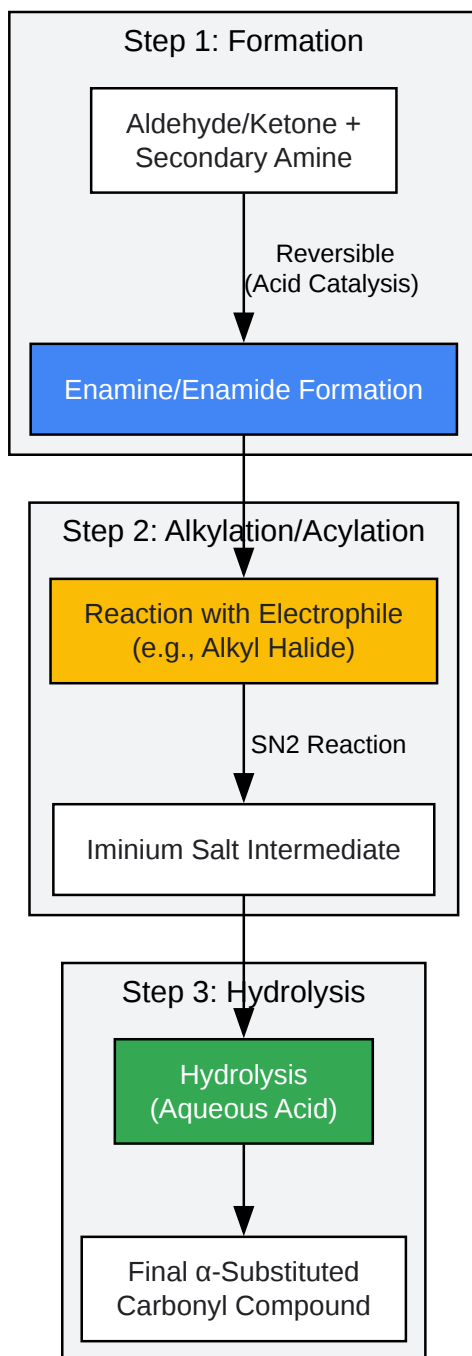 Step 1: Formation
Aldehyde/Ketone +
Secondary Amine
Reversible
(Acid Catalysis)
Enamine/Enamide Formation
Step 2: Alkylation/Acylation
Reaction with Electrophile
(e.g., Alkyl Halide)
SN2 Reaction
Iminium Salt Intermediate
Step 3: Hydrolysis
Hydrolysis
(Aqueous Acid)
Final α-Substituted
Carbonyl Compound